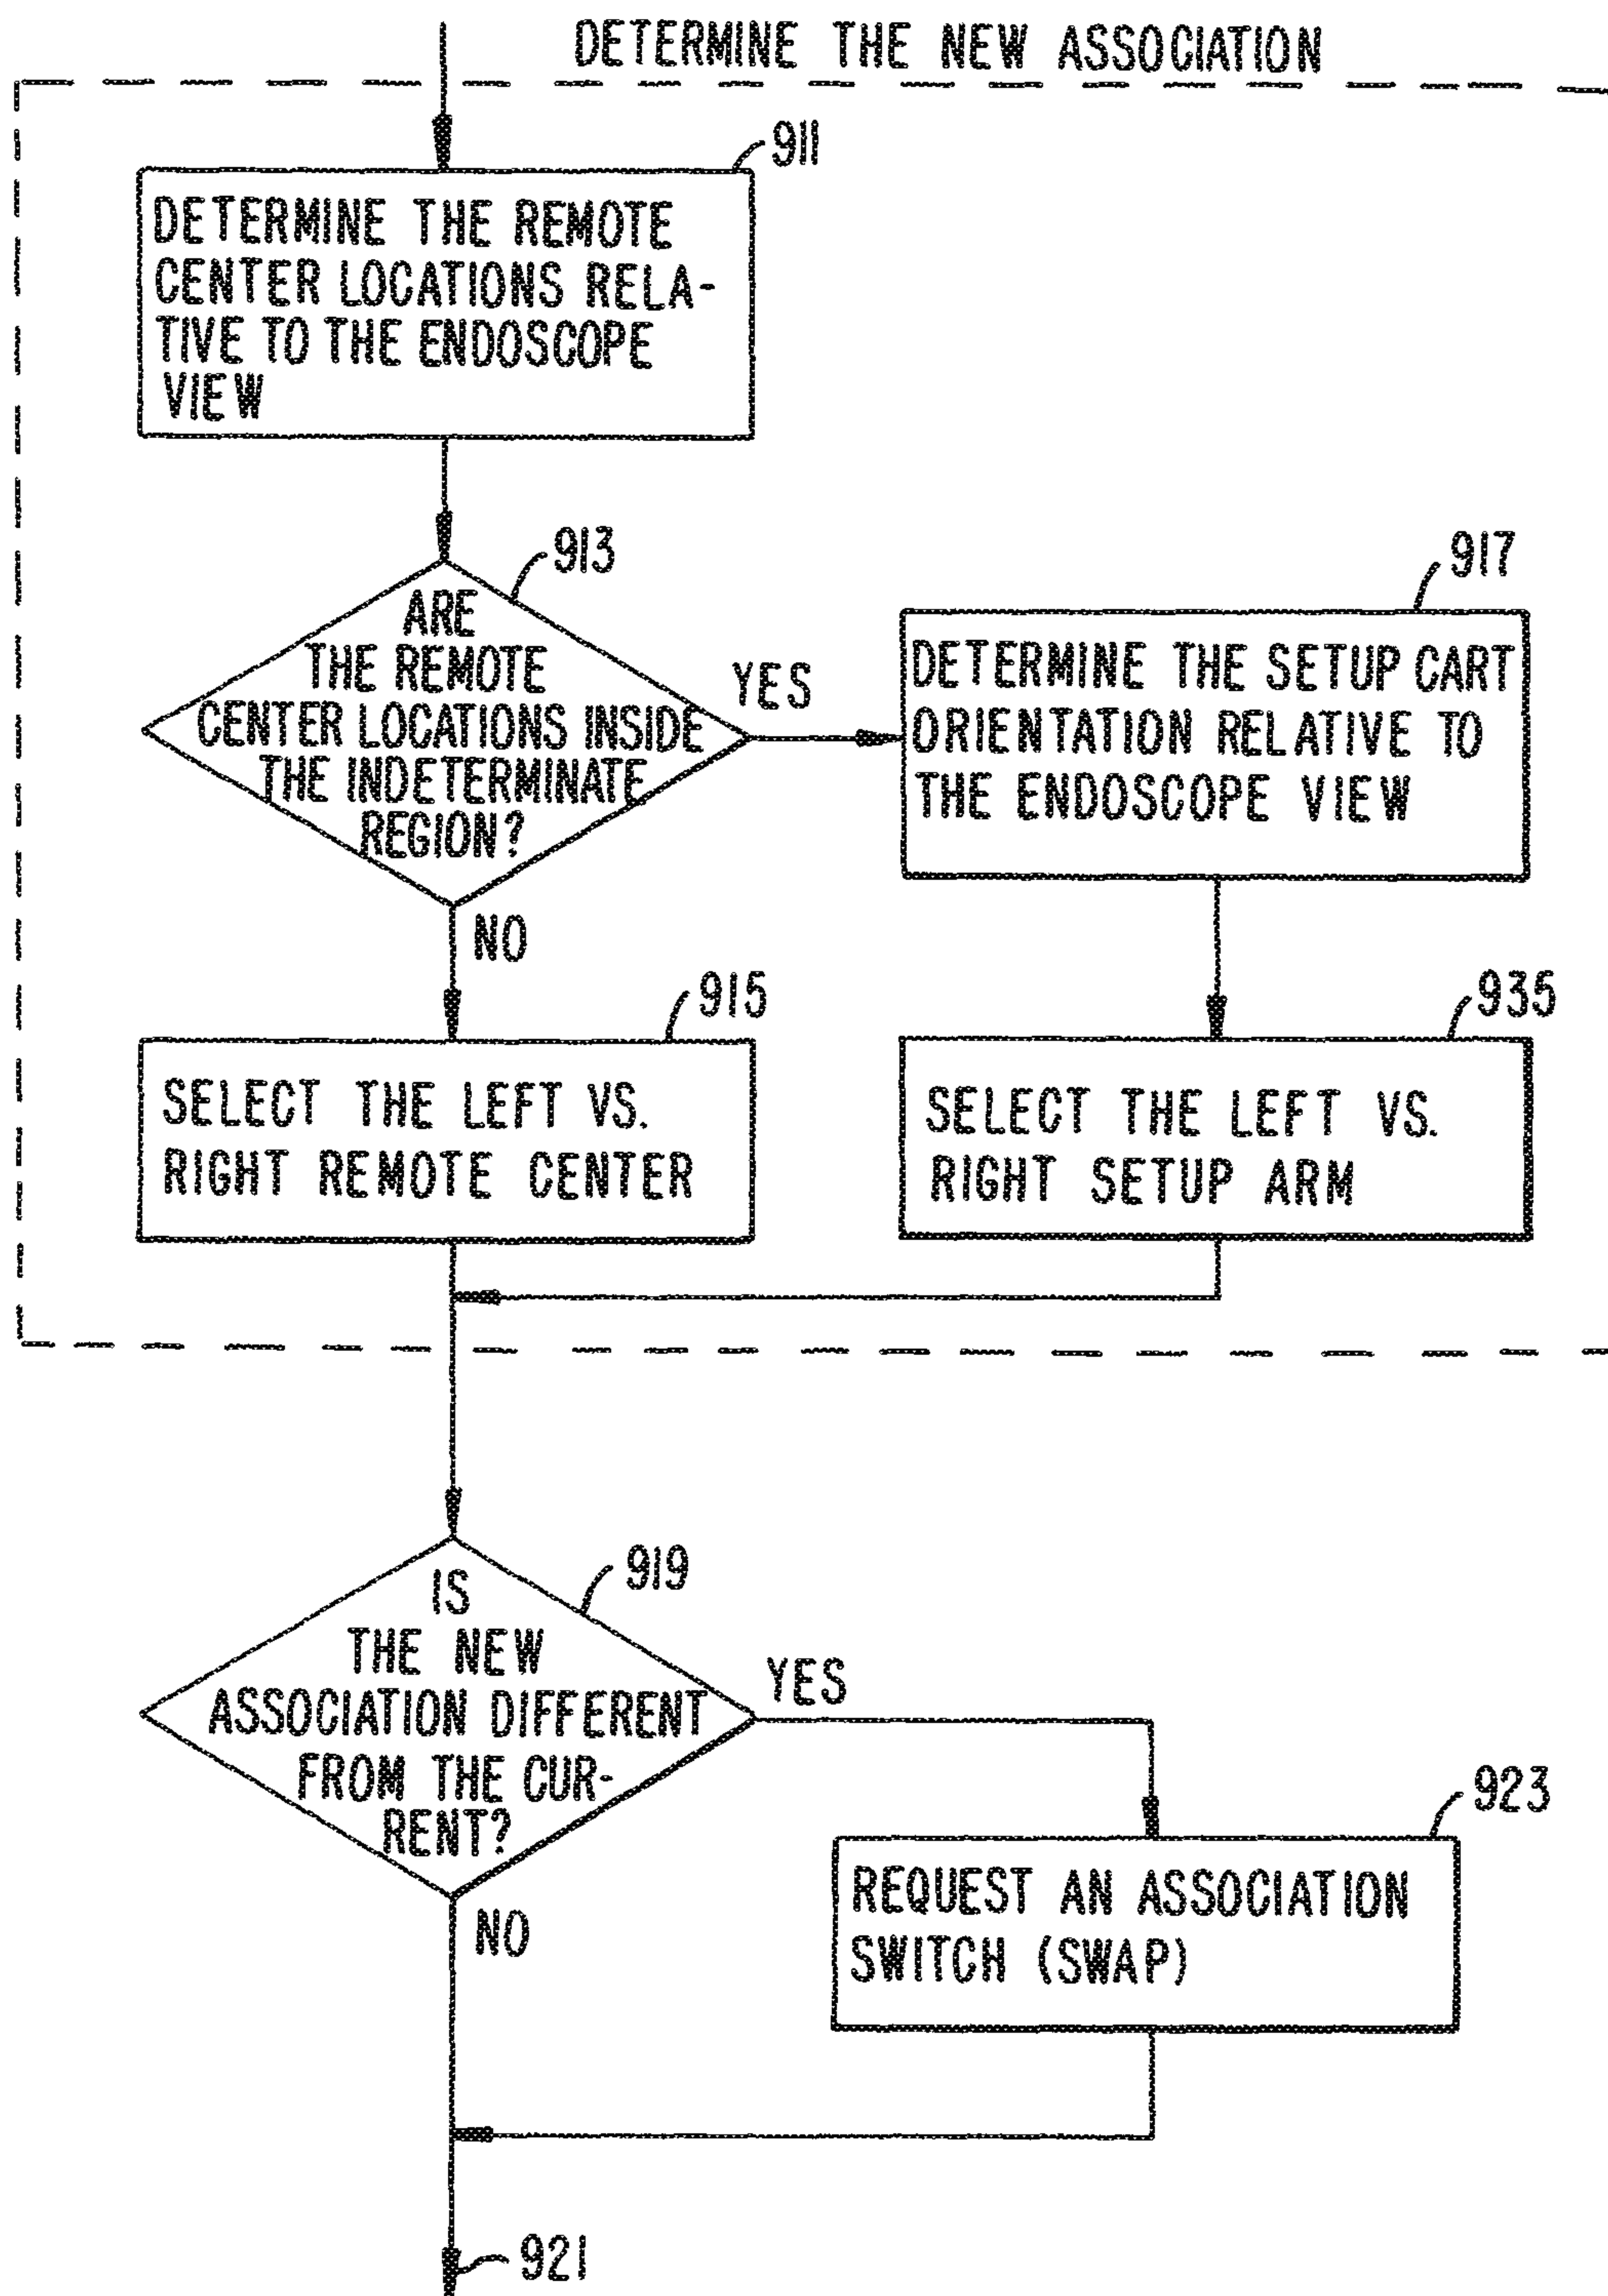 DETERMINE THE NEW ASSOCIATION
911
DETERMINE THE REMOTE
CENTER LOCATIONS RELA-
TIVE TO THE ENDOSCOPE
VIEW
913
ARE
THE REMOTE
CENTER LOCATIONS INSIDE
THE INDETERMINATE
REGION?
YES
917
DETERMINE THE SETUP CART
ORIENTATION RELATIVE TO
THE ENDOSCOPE VIEW
NO
915
SELECT THE LEFT VS.
RIGHT REMOTE CENTER
935
SELECT THE LEFT VS.
RIGHT SETUP ARM
919
IS
THE NEW
ASSOCIATION DIFFERENT
FROM THE CUR-
RENT?
YES
923
REQUEST AN ASSOCIATION
SWITCH (SWAP)
NO
921